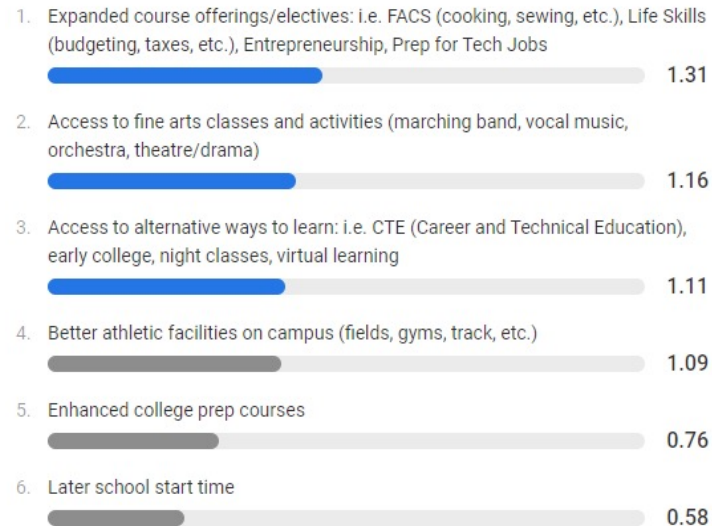 1. Expanded course offerings/electives: i.e. FACS (cooking, sewing, etc.), Life Skills
(budgeting, taxes, etc.), Entrepreneurship, Prep for Tech Jobs
1.31
2. Access to fine arts classes and activities (marching band, vocal music,
orchestra, theatre/drama)
1.16
3. Access to alternative ways to learn: i.e. CTE (Career and Technical Education),
early college, night classes, virtual learning
1.11
4. Better athletic facilities on campus (fields, gyms, track, etc.)
1.09
5. Enhanced college prep courses
0.76
6. Later school start time
0.58